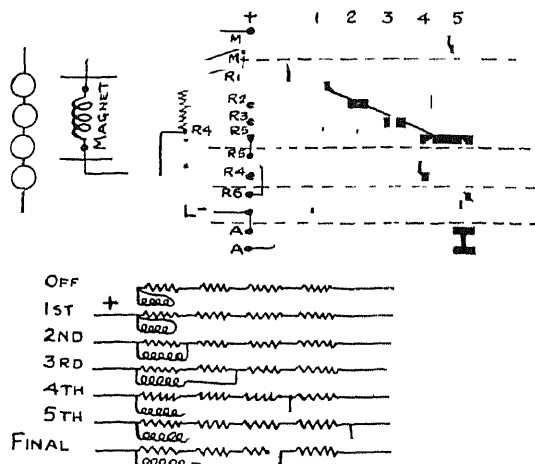 + 1 2 3 4 5
M
M
R1
R2
R3
R4 R5
R5
R4
R6
L-
A
A
MAGNET
OFF
1ST +
2ND
3RD
4TH
5TH
FINAL